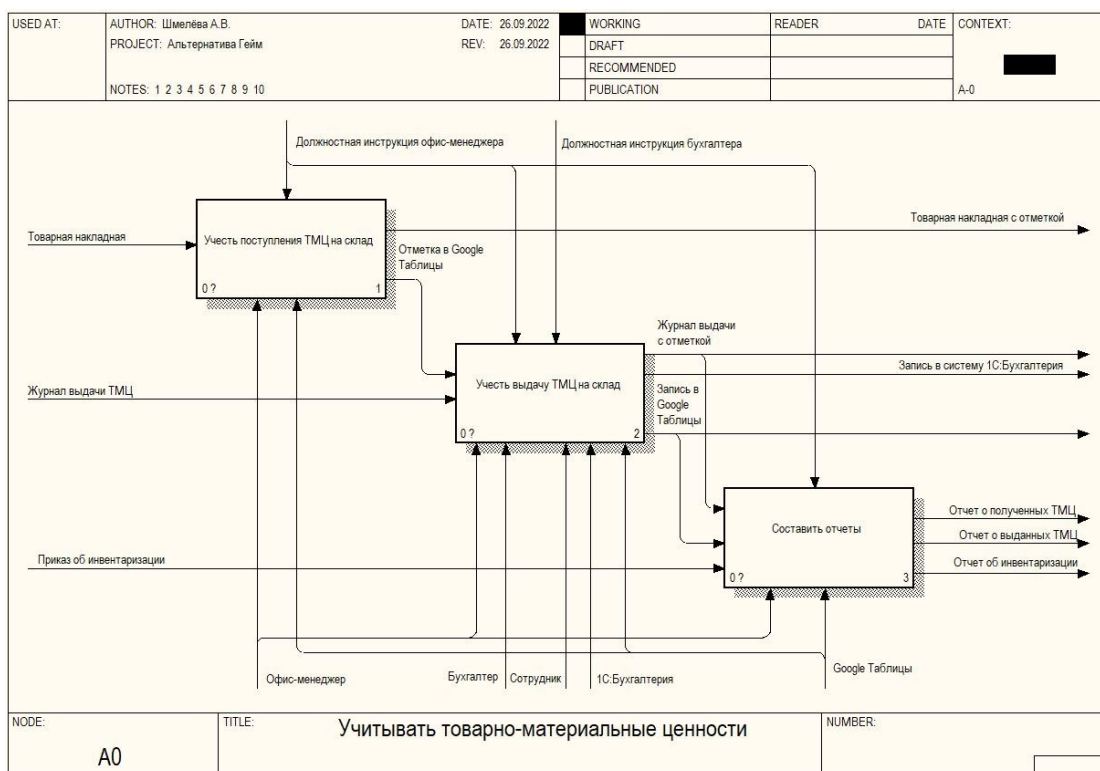 USED AT:
AUTHOR: Шмелёва А.В.
DATE: 26.09.2022
WORKING
READER
DATE
CONTEXT:
PROJECT: Альтернатива Гейм
REV: 26.09.2022
DRAFT
RECOMMENDED
NOTES: 1 2 3 4 5 6 7 8 9 10
PUBLICATION
A-0
Должностная инструкция офис-менеджера
Должностная инструкция бухгалтера
Товарная накладная
Учесть поступления ТМЦ на склад
0 ?
1
Товарная накладная с отметкой
Отметка в Google
Таблицы
Журнал выдачи ТМЦ
Учесть выдачу ТМЦ на склад
0 ?
2
Журнал выдачи
с отметкой
Запись в систему 1С:Бухгалтерия
Запись в
Google
Таблицы
Приказ об инвентаризации
Составить отчеты
0 ?
3
Отчет о полученных ТМЦ
Отчет о выданных ТМЦ
Отчет об инвентаризации
Офис-менеджер
Бухгалтер
Сотрудник
1С:Бухгалтерия
Google Таблицы
NODE:
A0
TITLE:
Учитывать товарно-материальные ценности
NUMBER: